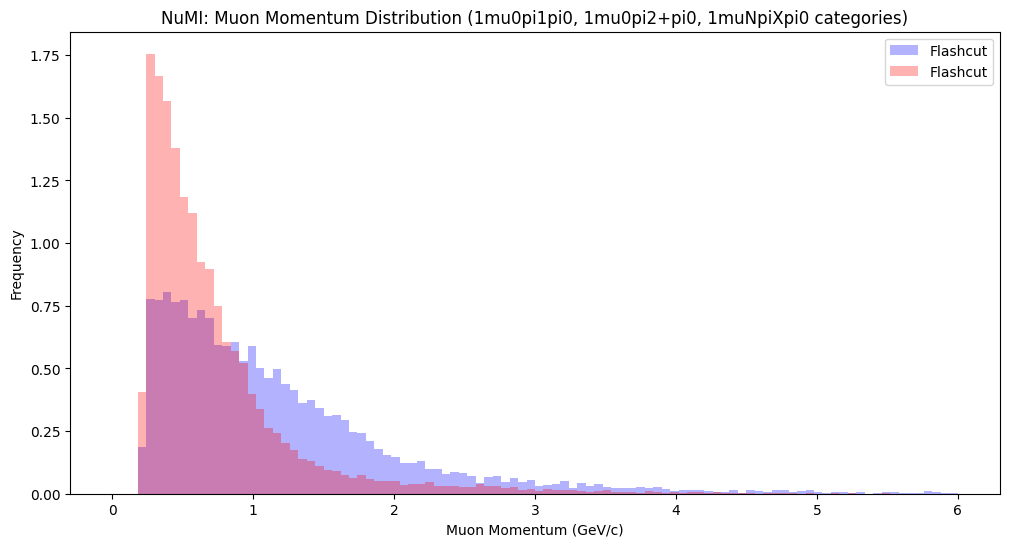 NuMI: Muon Momentum Distribution (1mu0pi1pi0, 1mu0pi2+pi0, 1muNpiXpi0 categories)
Flashcut
Flashcut
1.75
1.50
1.25
1.00
0.75
0.50
0.25
0.00
Frequency
0 1 2 3 4 5 6
Muon Momentum (GeV/c)